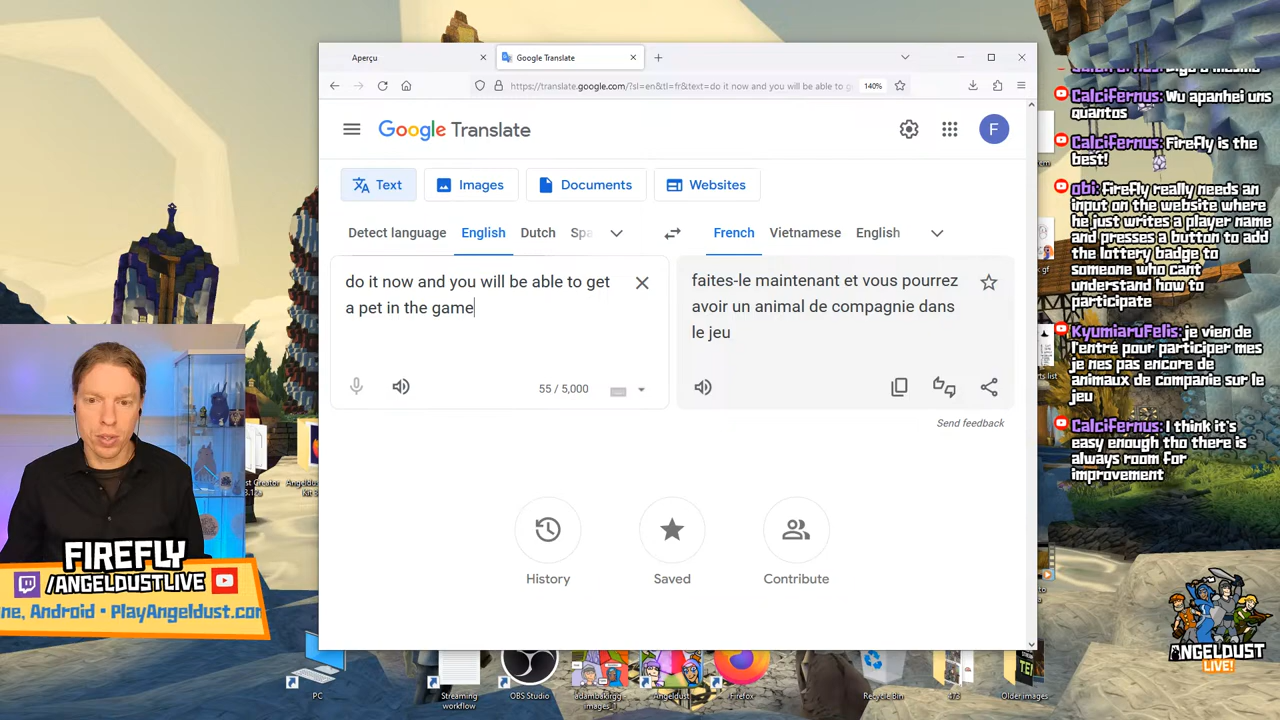 Aperçu
Google Translate
https://translate.google.com/?sl=en&tl=fr&text=do it now and you will be able to g
140%
Google Translate
F
Text
Images
Documents
Websites
Detect language
English
Dutch
Spa
French
Vietnamese
English
do it now and you will be able to get
a pet in the game
55 / 5,000
faites-le maintenant et vous pourrez
avoir un animal de compagnie dans
le jeu
Send feedback
History
Saved
Contribute
Calcifernus: Wu apanhei uns
quantos
Calcifernus: Firefly is the
best!
obi: Firefly really needs an
input on the website where
he just writes a player name
and presses a button to add
the lottery badge to
someone who cant
understand how to
participate
KyumiaruFelis: je vien de
l'entré pour participer mes
je nes pas encore de
animaux de companie sur le
jeu
Calcifernus: I think it's
easy enough tho there is
always room for
improvement
FIREFLY
/ANGELDUSTLIVE
ne, Android • PlayAngeldust.com
ANGELDUST
LIVE!
PC
Streaming
workflow
OBS Studio
adambakirgg_
images_1
Angeldust
Firefox
Recycle Bin
473
Older images